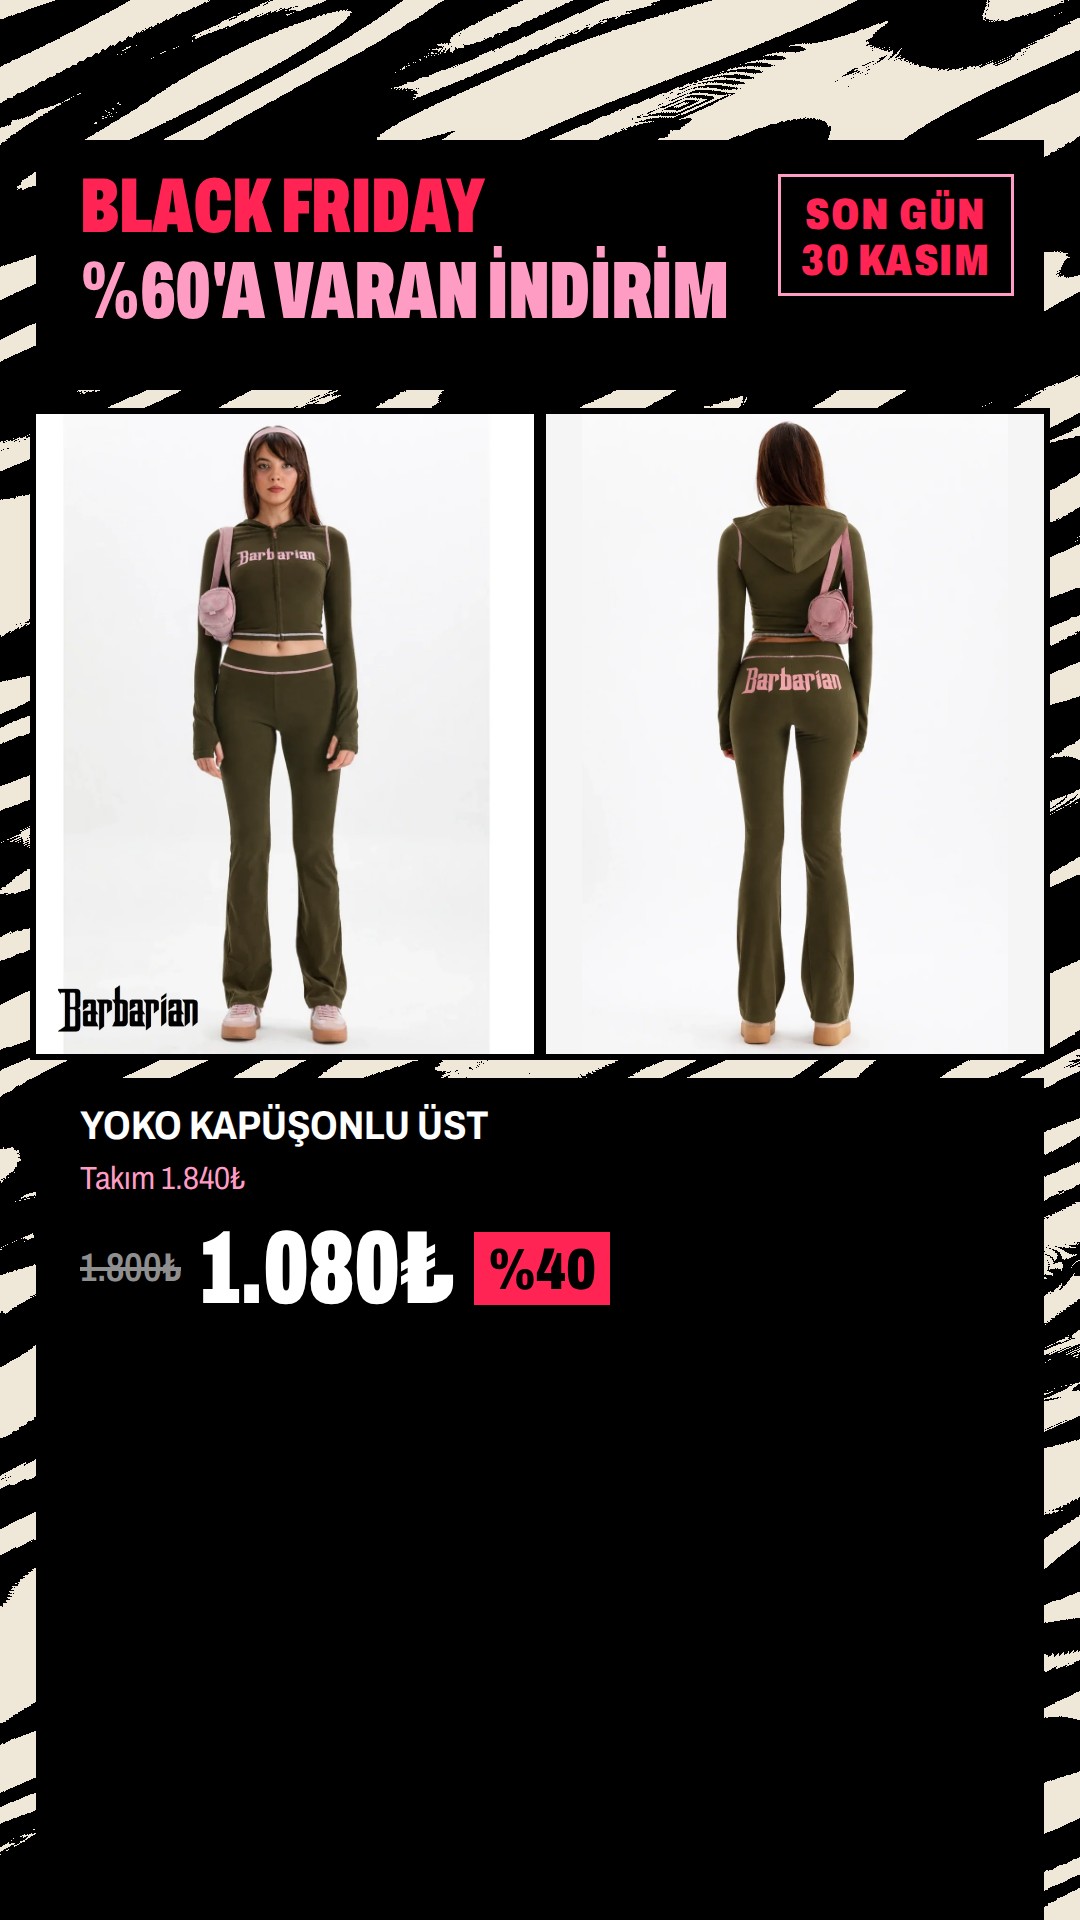 BLACK FRIDAY
%60'A VARAN İNDİRİM
SON GÜN
30 KASIM
Barbarian
Barbarian
Barbarian
YOKO KAPÜŞONLU ÜST
Takım 1.840₺
1.800₺ 1.080₺ %40